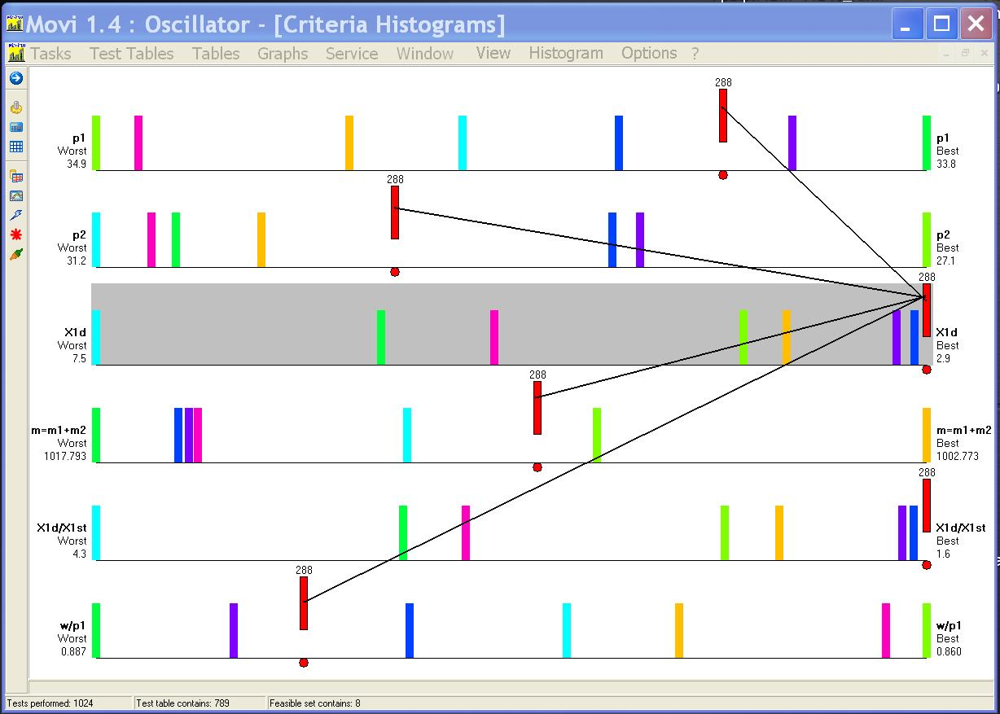 Movi 1.4 : Oscillator - [Criteria Histograms]
Tasks Test Tables Tables Graphs Service Window View Histogram Options ?
288
p1
Worst
34.9
p1
Best
33.8
288
p2
Worst
31.2
p2
Best
27.1
288
X1d
Worst
7.5
X1d
Best
2.9
288
m=m1+m2
Worst
1017.793
m=m1+m2
Best
1002.773
288
X1d/X1st
Worst
4.3
X1d/X1st
Best
1.6
288
w/p1
Worst
0.887
w/p1
Best
0.860
Tests performed: 1024 Test table contains: 789 Feasible set contains: 8